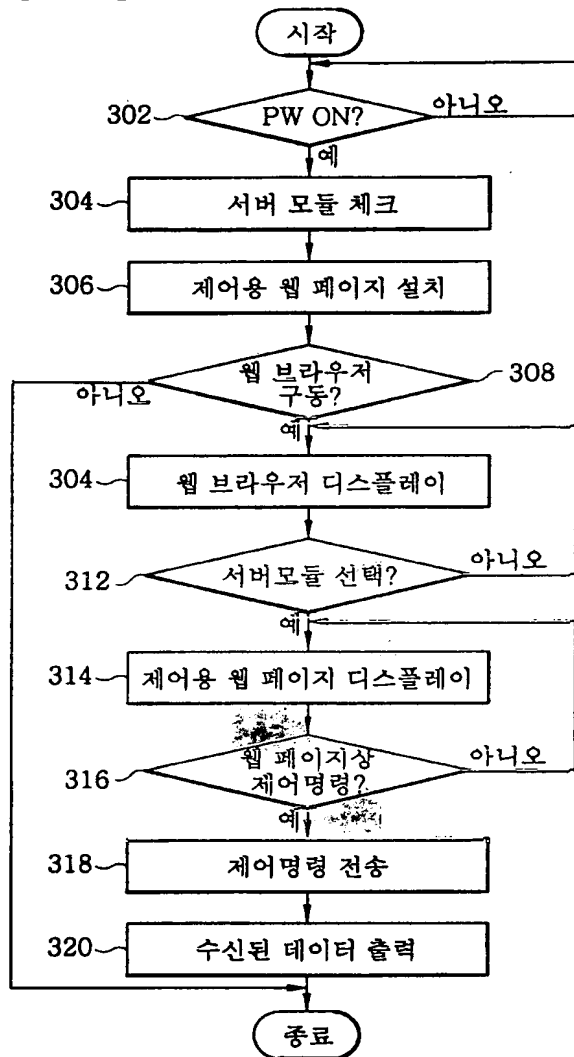 시작
302
PW ON?
아니오
예
304
서버 모듈 체크
306
제어용 웹 페이지 설치
웹 브라우저
구동?
308
아니오
예
304
웹 브라우저 디스플레이
312
서버모듈 선택?
아니오
예
314
제어용 웹 페이지 디스플레이
316
웹 페이지상
제어명령?
아니오
예
318
제어명령 전송
320
수신된 데이터 출력
종료